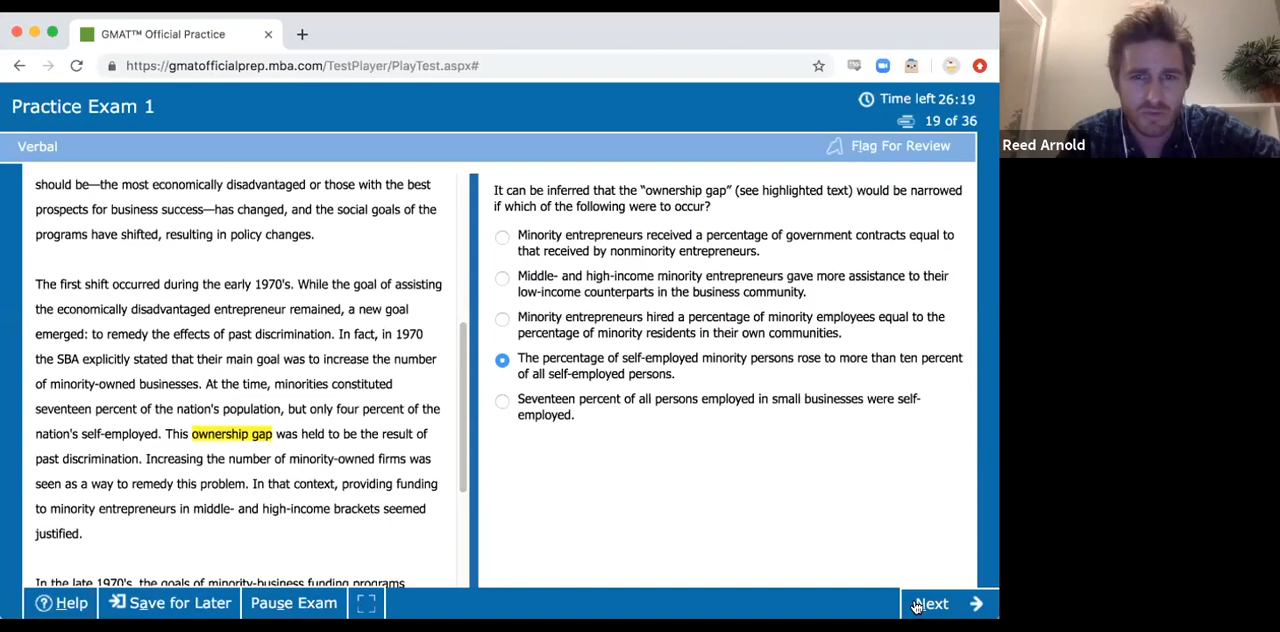 GMAT™ Official Practice
https://gmatofficialprep.mba.com/TestPlayer/PlayTest.aspx#
Practice Exam 1
Time left 26:19
19 of 36
Reed Arnold
Verbal
Flag For Review
should be—the most economically disadvantaged or those with the best
prospects for business success—has changed, and the social goals of the
programs have shifted, resulting in policy changes.
The first shift occurred during the early 1970's. While the goal of assisting
the economically disadvantaged entrepreneur remained, a new goal
emerged: to remedy the effects of past discrimination. In fact, in 1970
the SBA explicitly stated that their main goal was to increase the number
of minority-owned businesses. At the time, minorities constituted
seventeen percent of the nation's population, but only four percent of the
nation's self-employed. This ownership gap was held to be the result of
past discrimination. Increasing the number of minority-owned firms was
seen as a way to remedy this problem. In that context, providing funding
to minority entrepreneurs in middle- and high-income brackets seemed
justified.
In the late 1970's, the goals of minority-business funding programs
It can be inferred that the "ownership gap" (see highlighted text) would be narrowed
if which of the following were to occur?
Minority entrepreneurs received a percentage of government contracts equal to
that received by nonminority entrepreneurs.
Middle- and high-income minority entrepreneurs gave more assistance to their
low-income counterparts in the business community.
Minority entrepreneurs hired a percentage of minority employees equal to the
percentage of minority residents in their own communities.
The percentage of self-employed minority persons rose to more than ten percent
of all self-employed persons.
Seventeen percent of all persons employed in small businesses were self-
employed.
Help
Save for Later
Pause Exam
Next